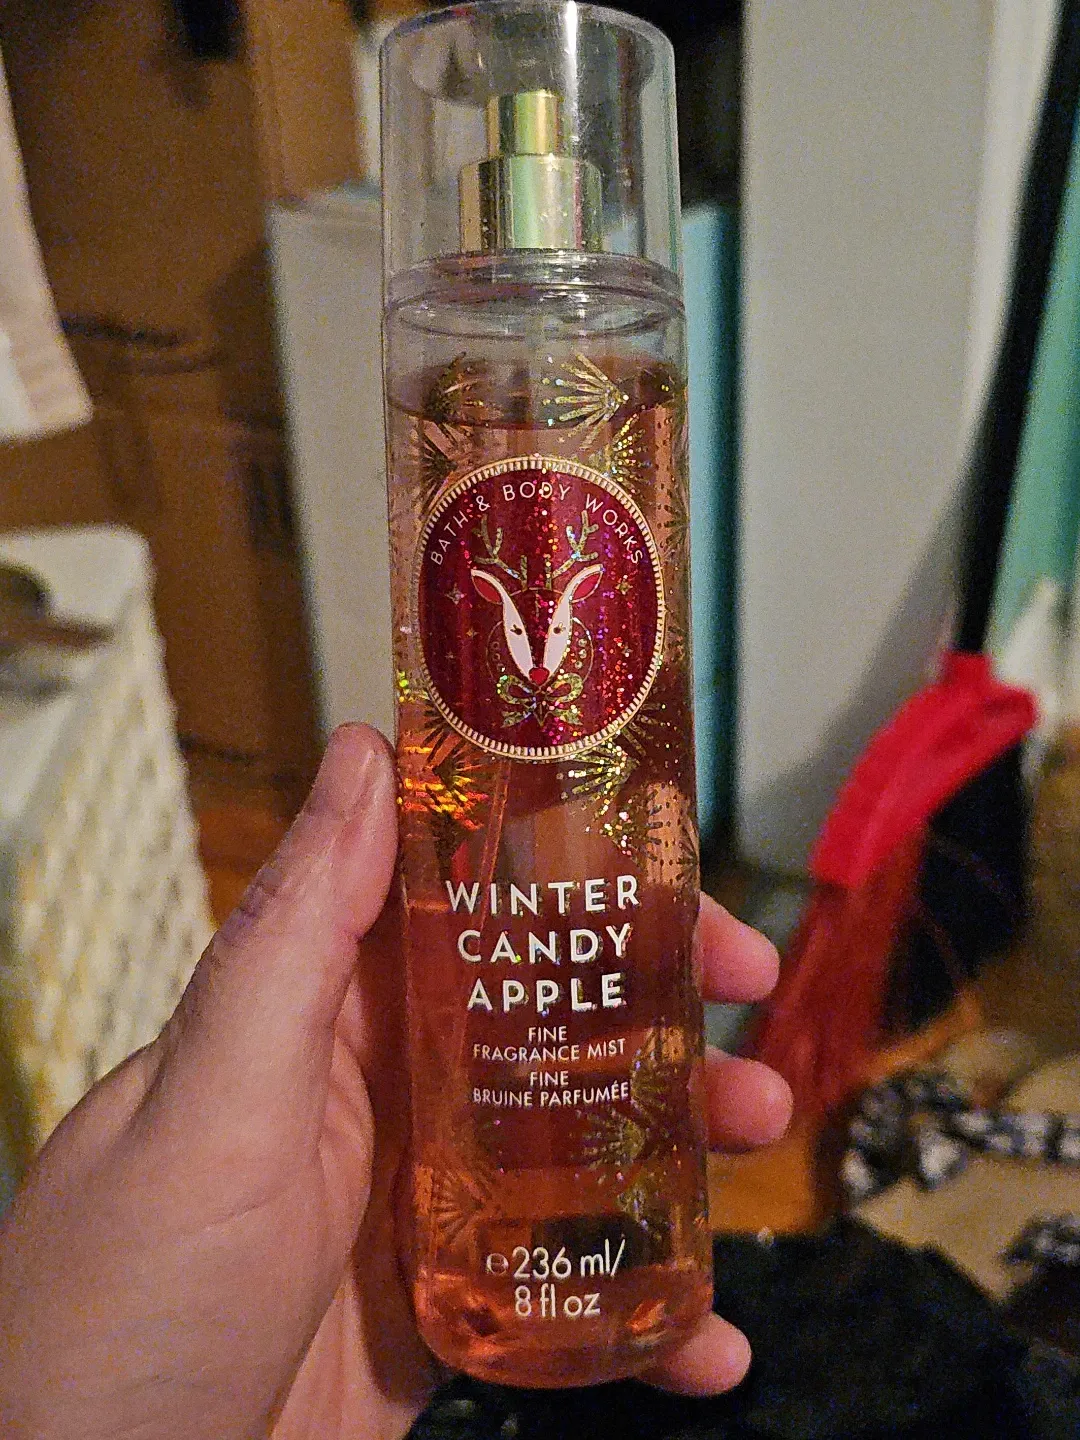 BATH & BODY WORKS
WINTER
CANDY
APPLE
FINE
FRAGRANCE MIST
FINE
BRUINE PARFUMÉE
℮ 236 ml/
8 fl oz